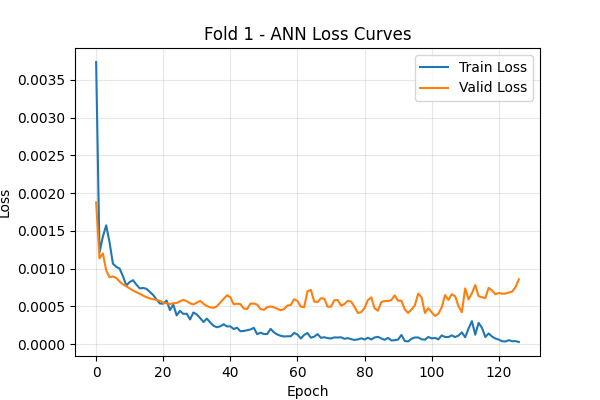 Fold 1 - ANN Loss Curves
Train Loss
Valid Loss
0.0035
0.0030
0.0025
0.0020
0.0015
0.0010
0.0005
0.0000
Loss
0 20 40 60 80 100 120
Epoch